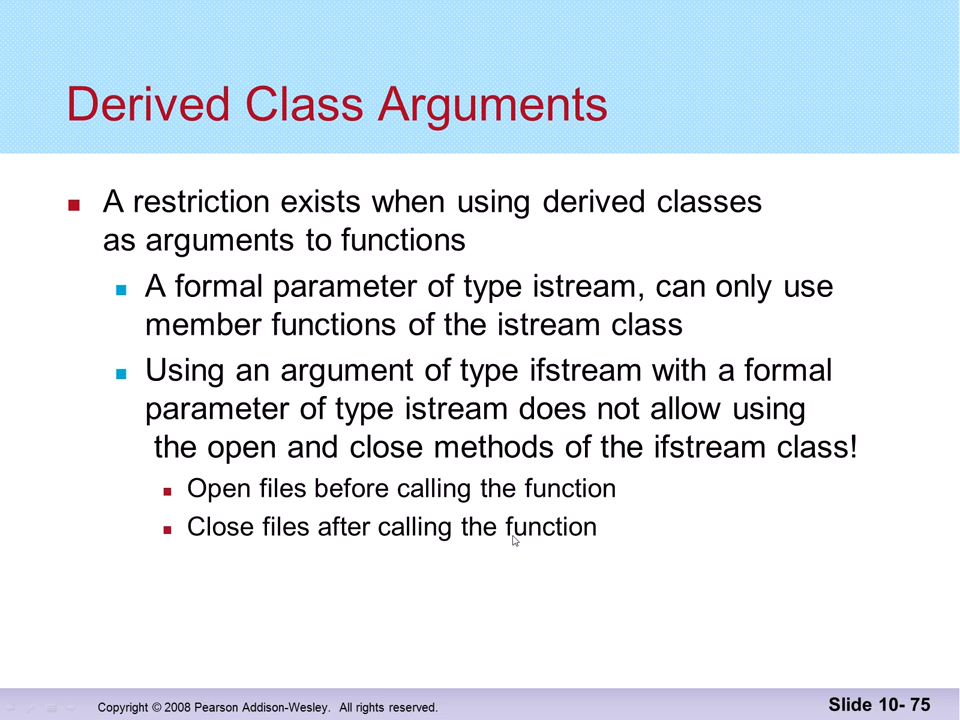 Derived Class Arguments
A restriction exists when using derived classes
as arguments to functions
A formal parameter of type istream, can only use
member functions of the istream class
Using an argument of type ifstream with a formal
parameter of type istream does not allow using
the open and close methods of the ifstream class!
Open files before calling the function
Close files after calling the function
Copyright © 2008 Pearson Addison-Wesley. All rights reserved.
Slide 10- 75